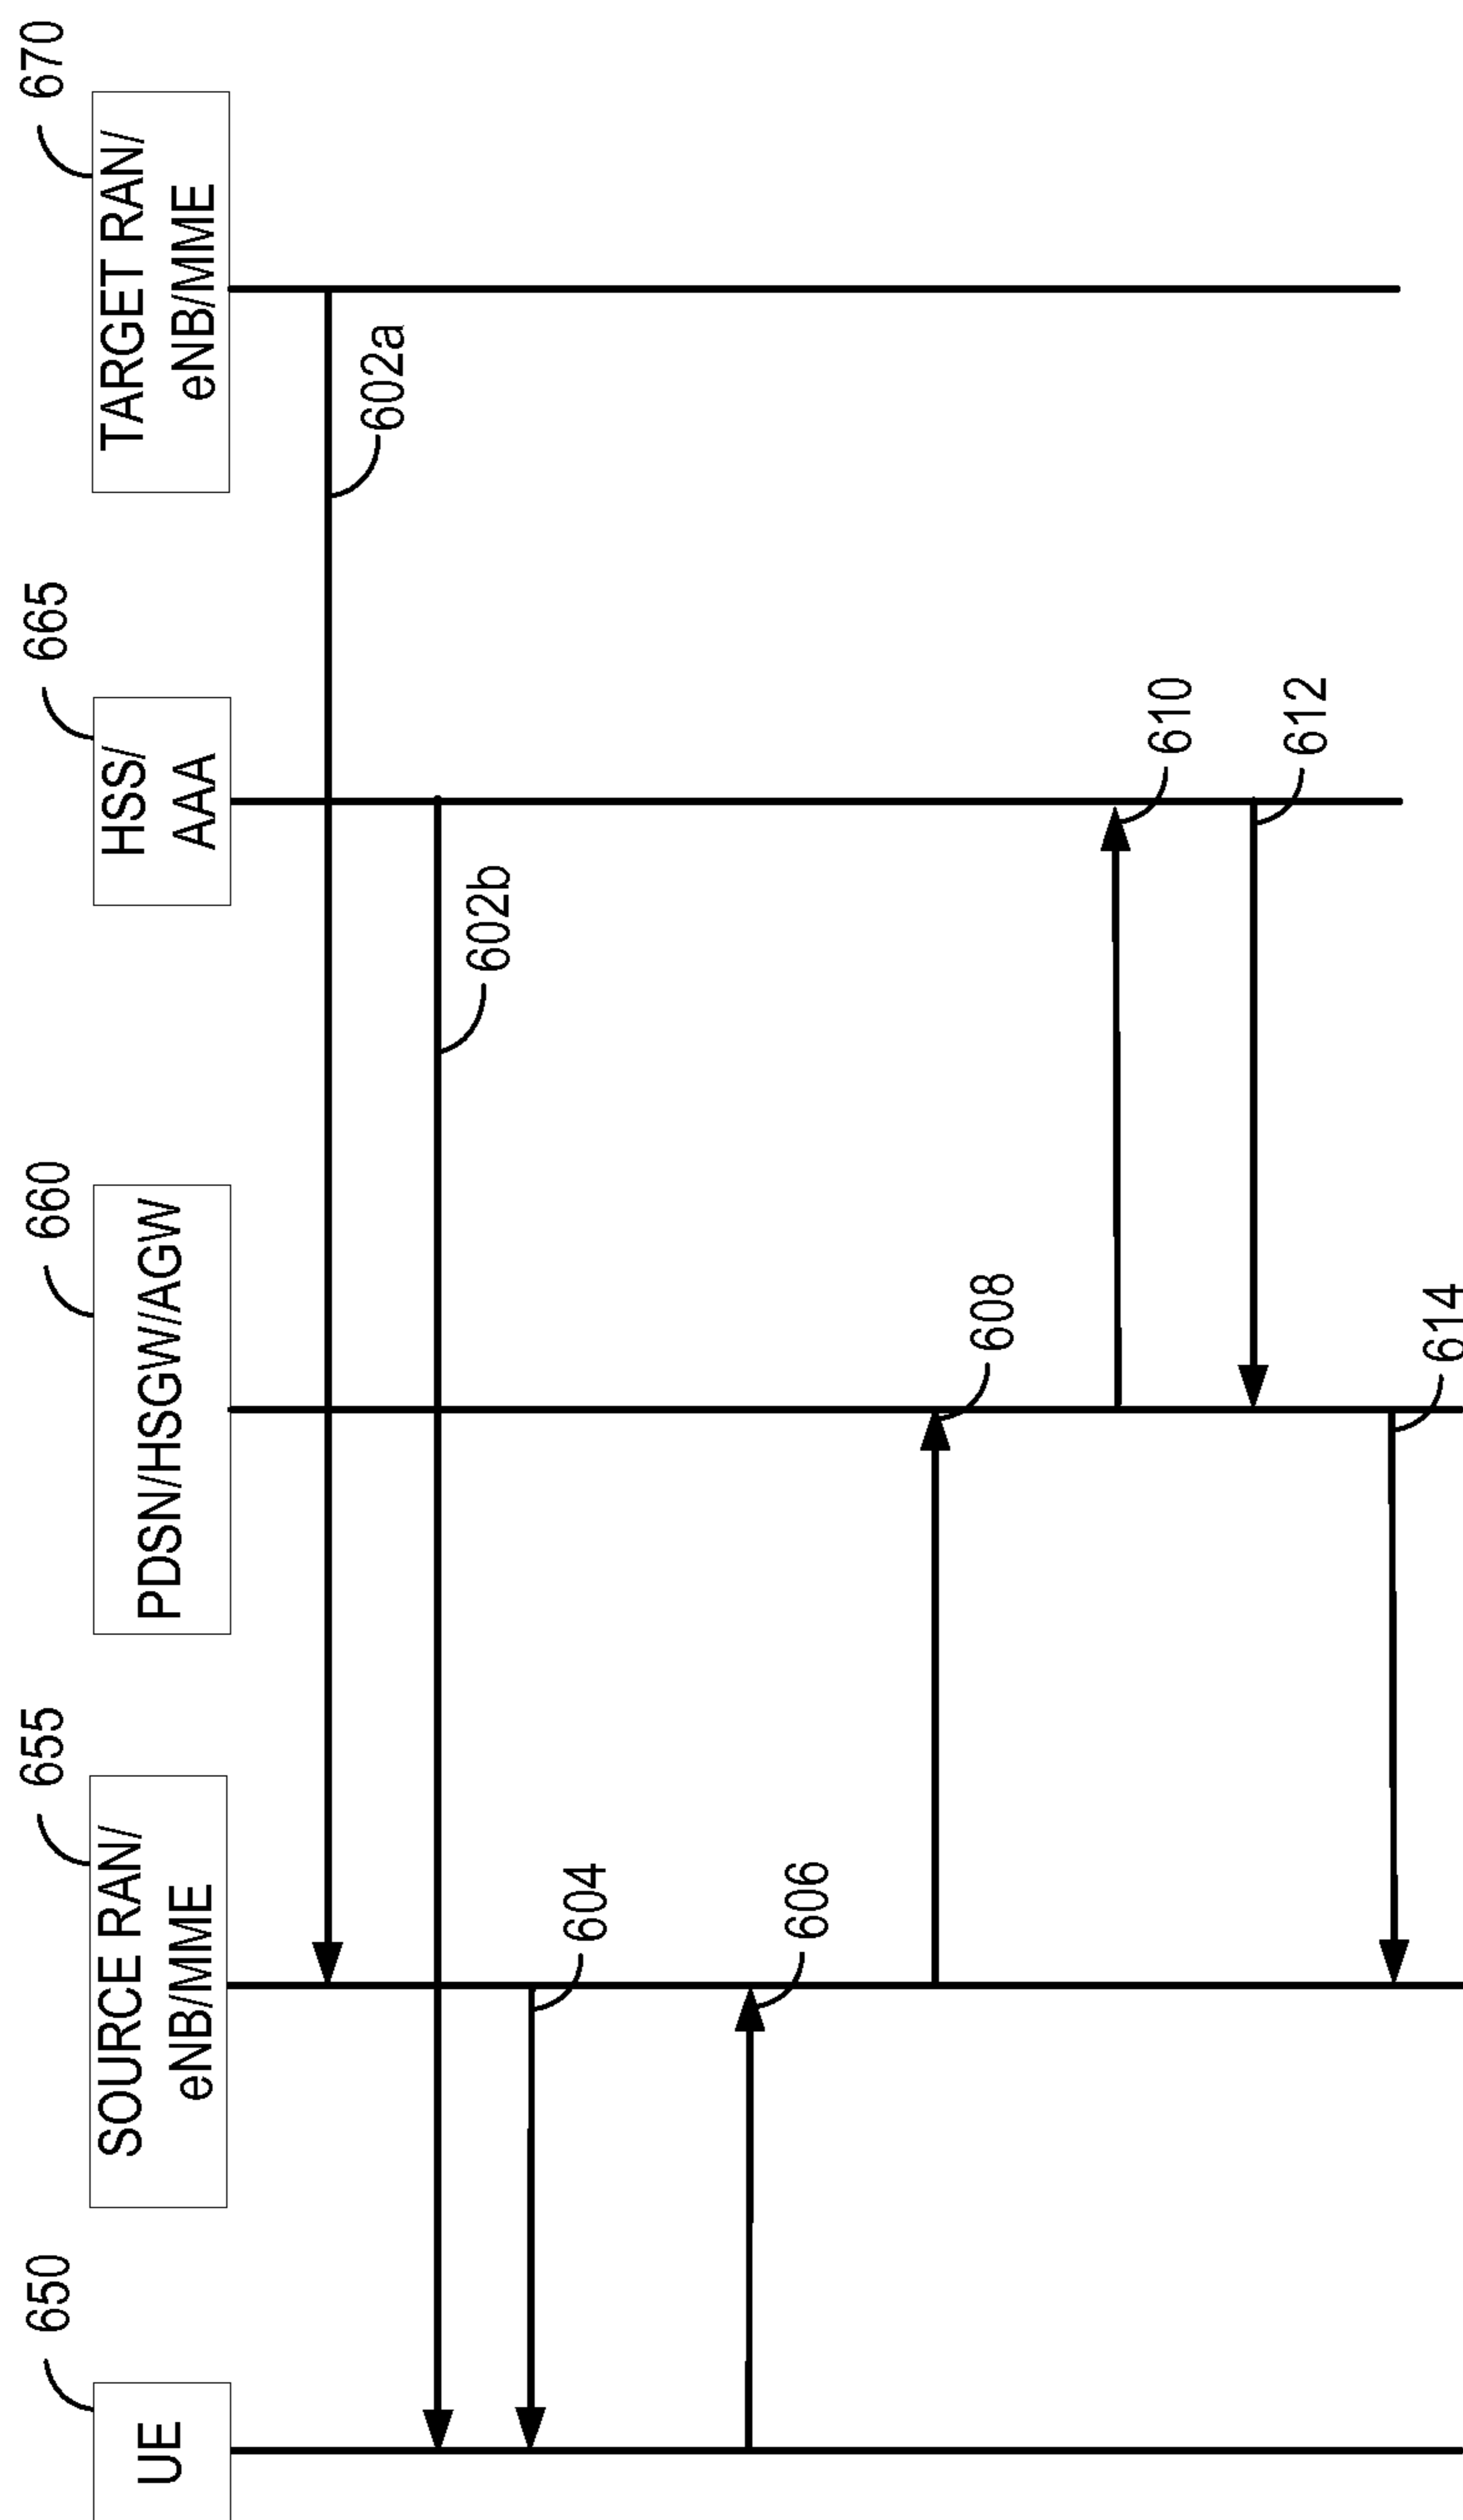 650
UE
655
SOURCE RAN/
eNB/MME
660
PDSN/HSGW/AGW
665
HSS/
AAA
670
TARGET RAN/
eNB/MME
602a
602b
604
606
608
610
612
614